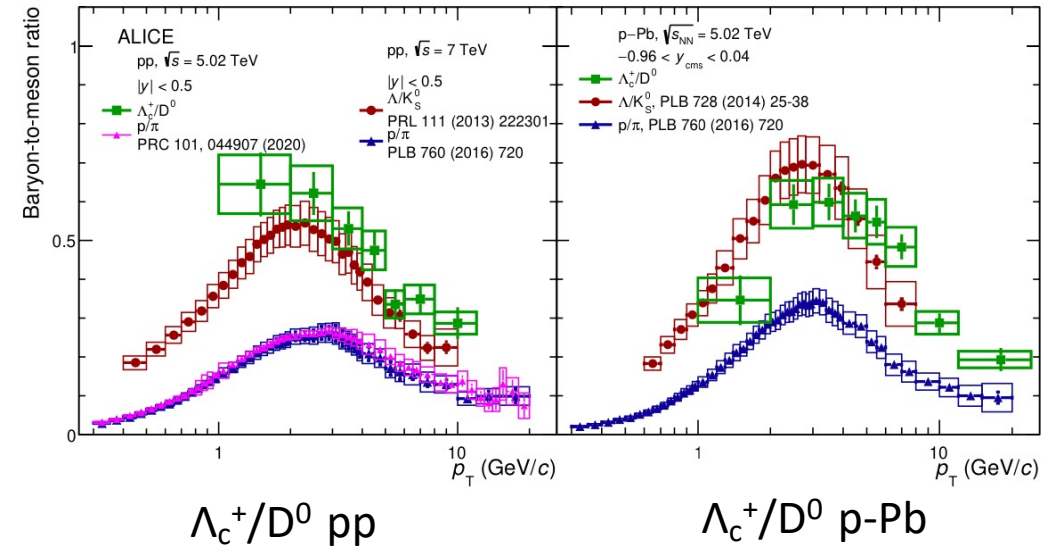 Baryon-to-meson ratio
1
0.5
0
ALICE
pp, √s = 5.02 TeV
|y| < 0.5
Λc+/D0
p/π
PRC 101, 044907 (2020)
pp, √s = 7 TeV
|y| < 0.5
Λ/K0S
PRL 111 (2013) 222301
p/π
PLB 760 (2016) 720
1
10
pT (GeV/c)
p−Pb, √sNN = 5.02 TeV
−0.96 < ycms < 0.04
Λc+/D0
Λ/K0S, PLB 728 (2014) 25-38
p/π, PLB 760 (2016) 720
1
10
pT (GeV/c)
Λc+/D0 pp
Λc+/D0 p-Pb